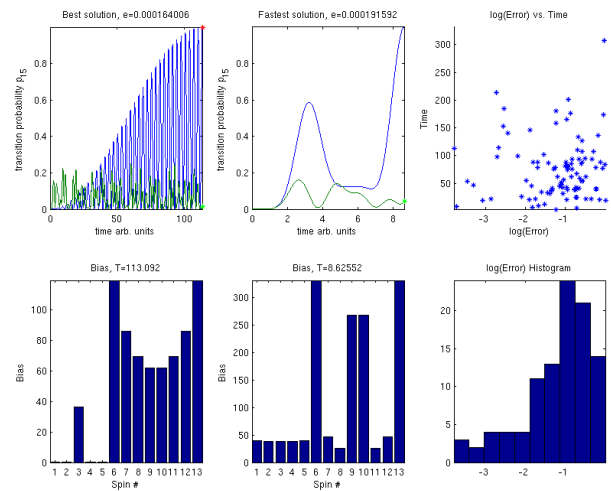 Best solution, e=0.000164006
Fastest solution, e=0.000191592
log(Error) vs. Time
transition probability p15
0.8
0.6
0.4
0.2
0
0
50
100
time arb. units
transition probability p15
0.8
0.6
0.4
0.2
0
0
2
4
6
8
time arb. units
Time
300
250
200
150
100
50
-3
-2
-1
log(Error)
Bias, T=113.092
Bias, T=8.62552
log(Error) Histogram
Bias
100
80
60
40
20
0
1 2 3 4 5 6 7 8 9 10 11 12 13
Spin #
Bias
300
250
200
150
100
50
0
1 2 3 4 5 6 7 8 9 10 11 12 13
Spin #
20
15
10
5
0
-3
-2
-1